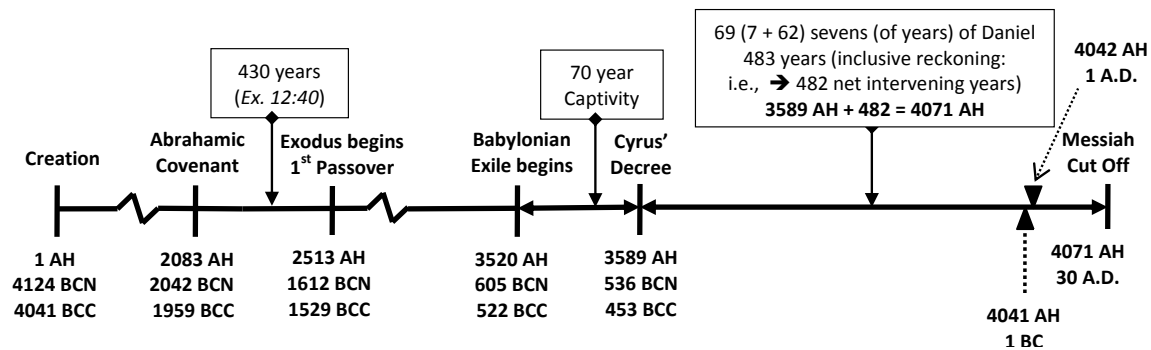 69 (7 + 62) sevens (of years) of Daniel
483 years (inclusive reckoning:
i.e., ➔ 482 net intervening years)
3589 AH + 482 = 4071 AH
4042 AH
1 A.D.
430 years
(Ex. 12:40)
70 year
Captivity
Creation
Abrahamic
Covenant
Exodus begins
1st Passover
Babylonian
Exile begins
Cyrus’
Decree
Messiah
Cut Off
1 AH
4124 BCN
4041 BCC
2083 AH
2042 BCN
1959 BCC
2513 AH
1612 BCN
1529 BCC
3520 AH
605 BCN
522 BCC
3589 AH
536 BCN
453 BCC
4041 AH
1 BC
4071 AH
30 A.D.